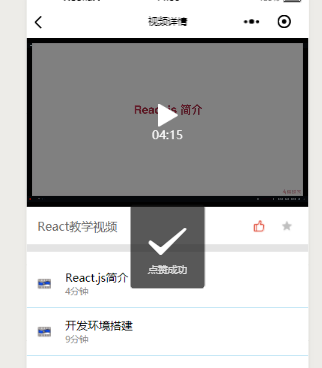 视频详情
React.js 简介
04:15
React教学视频
点赞成功
React.js简介
4分钟
开发环境搭建
9分钟